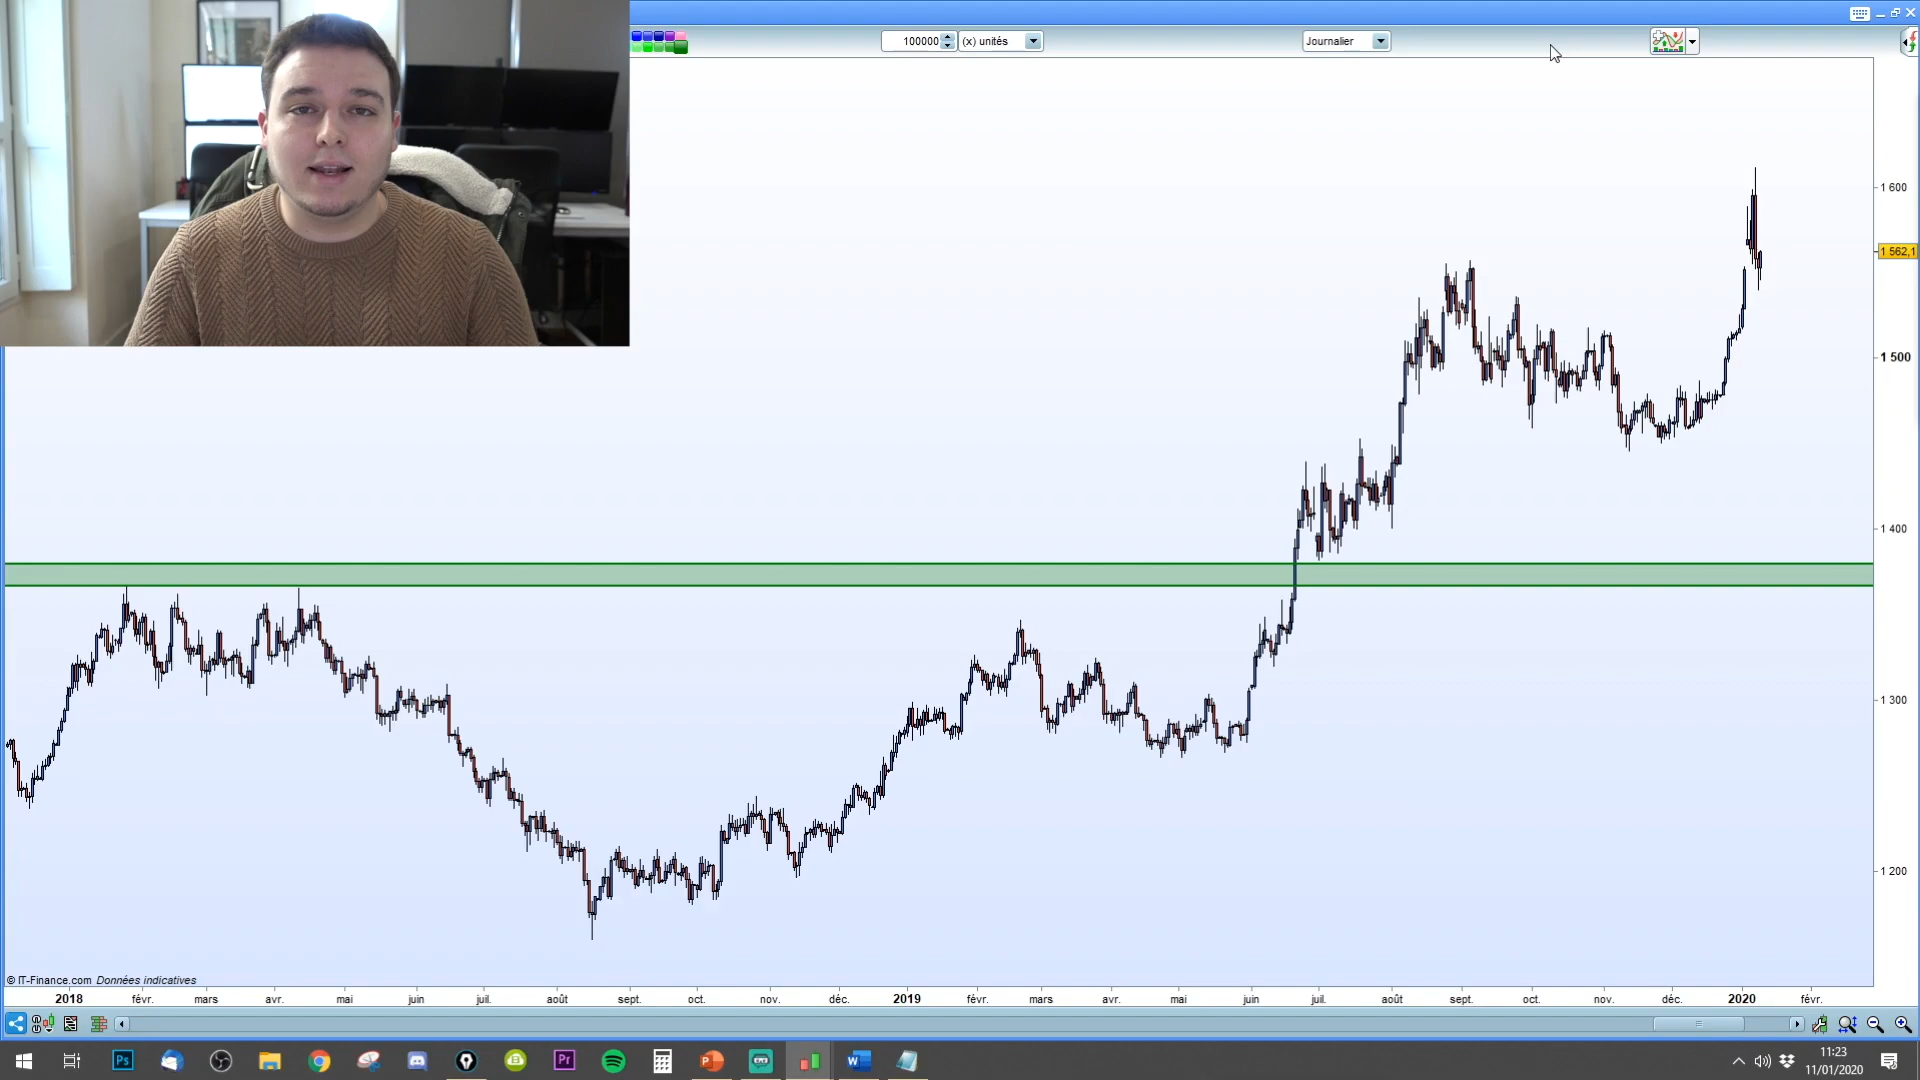 100000 (x) unités Journalier
1 600
1 562,1
1 500
1 400
1 300
1 200
© IT-Finance.com Données indicatives
2018 févr. mars avr. mai juin juil. août sept. oct. nov. déc. 2019 févr. mars avr. mai juin juil. août sept. oct. nov. déc. 2020 févr.
Ps Pr P W
11:23
11/01/2020